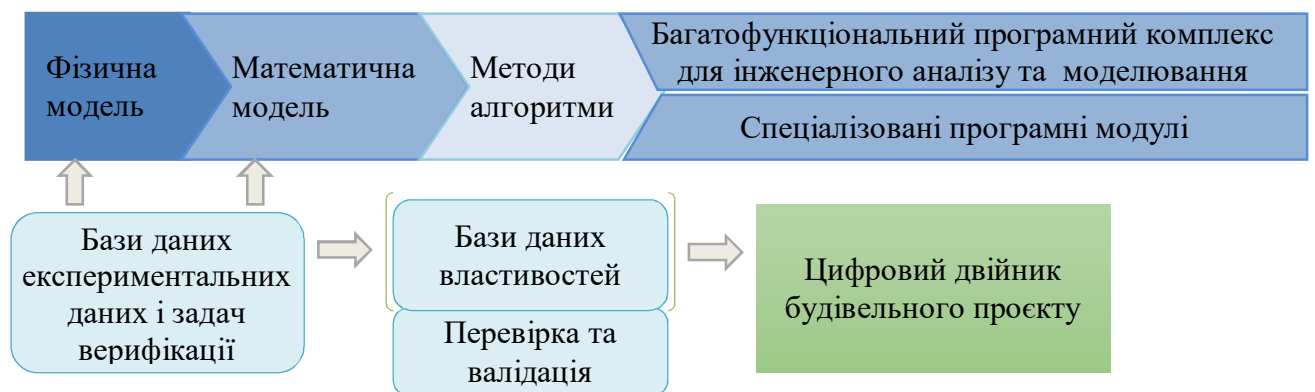 Фізична
модель
Математична
модель
Методи
алгоритми
Багатофункціональний програмний комплекс
для інженерного аналізу та моделювання
Спеціалізовані програмні модулі
Бази даних
експериментальних
даних і задач
верифікації
Бази даних
властивостей
Перевірка та
валідація
Цифровий двійник
будівельного проєкту